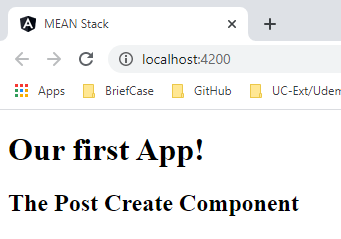 MEAN Stack
localhost:4200
Apps BriefCase GitHub UC-Ext/Udem
Our first App!
The Post Create Component